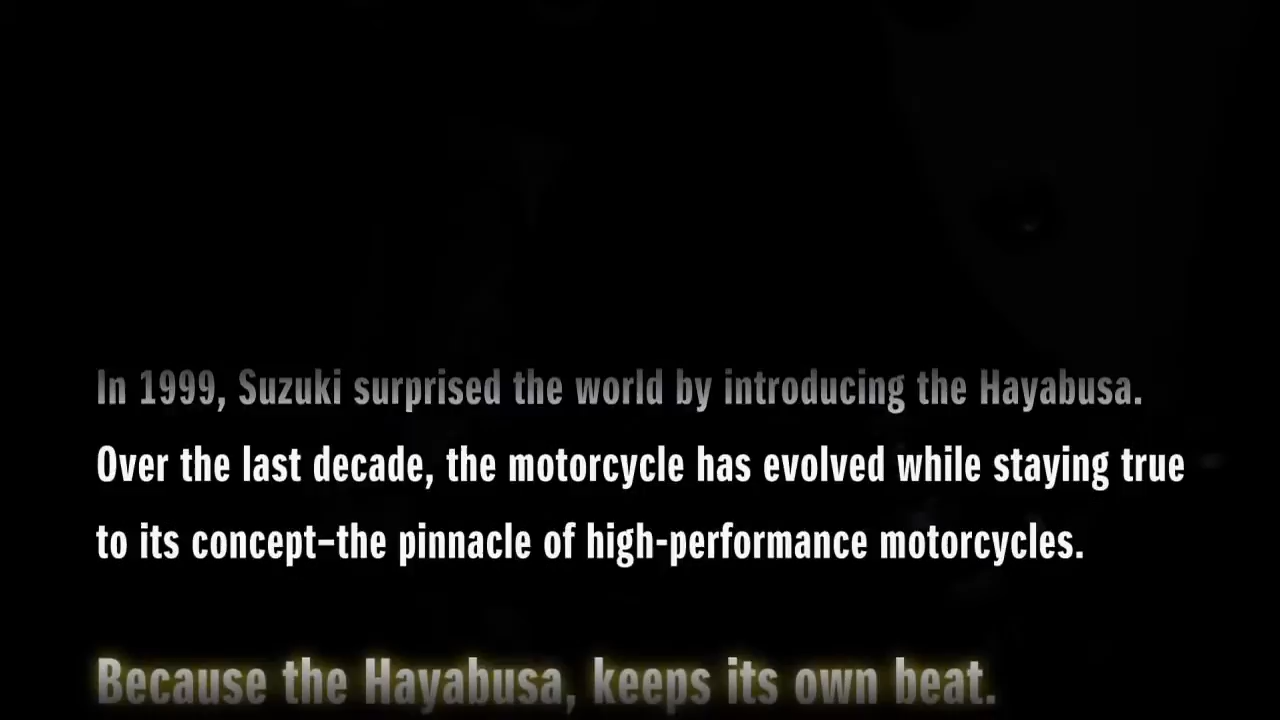 In 1999, Suzuki surprised the world by introducing the Hayabusa.
Over the last decade, the motorcycle has evolved while staying true
to its concept–the pinnacle of high-performance motorcycles.
Because the Hayabusa, keeps its own beat.